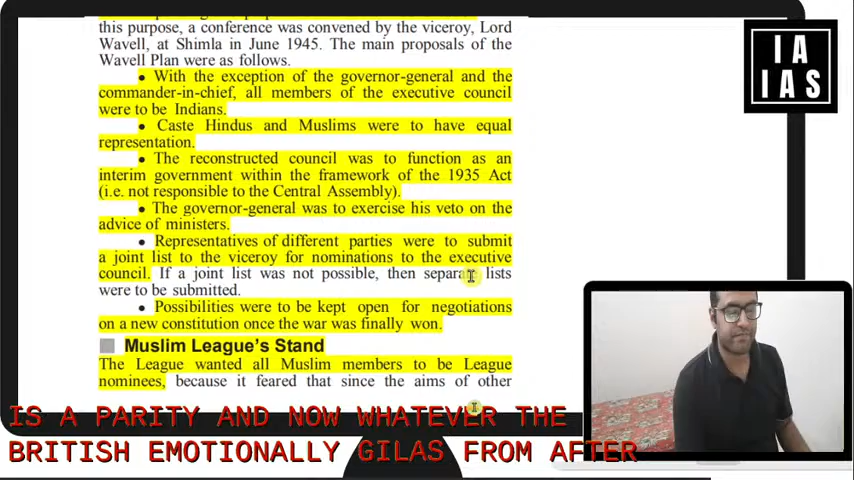 this purpose, a conference was convened by the viceroy, Lord
Wavell, at Shimla in June 1945. The main proposals of the
Wavell Plan were as follows.
• With the exception of the governor-general and the
commander-in-chief, all members of the executive council
were to be Indians.
• Caste Hindus and Muslims were to have equal
representation.
• The reconstructed council was to function as an
interim government within the framework of the 1935 Act
(i.e. not responsible to the Central Assembly).
• The governor-general was to exercise his veto on the
advice of ministers.
• Representatives of different parties were to submit
a joint list to the viceroy for nominations to the executive
council. If a joint list was not possible, then separate lists
were to be submitted.
• Possibilities were to be kept open for negotiations
on a new constitution once the war was finally won.
Muslim League's Stand
The League wanted all Muslim members to be League
nominees, because it feared that since the aims of other
IA
IAS
IS A PARITY AND NOW WHATEVER THE
BRITISH EMOTIONALLY GILAS FROM AFTER